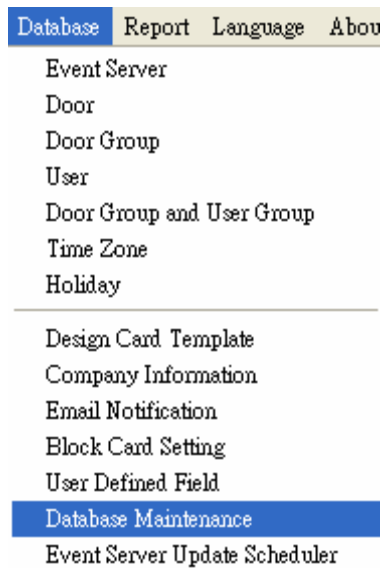 Database Report Language Abou
Event Server
Door
Door Group
User
Door Group and User Group
Time Zone
Holiday
Design Card Template
Company Information
Email Notification
Block Card Setting
User Defined Field
Database Maintenance
Event Server Update Scheduler